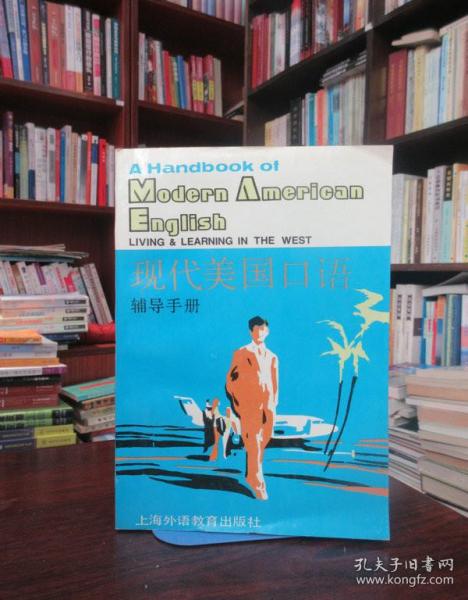 A Handbook of
Modern American
English
LIVING & LEARNING IN THE WEST
现代美国口语
辅导手册
上海外语教育出版社
孔夫子旧书网
www.kongfz.com